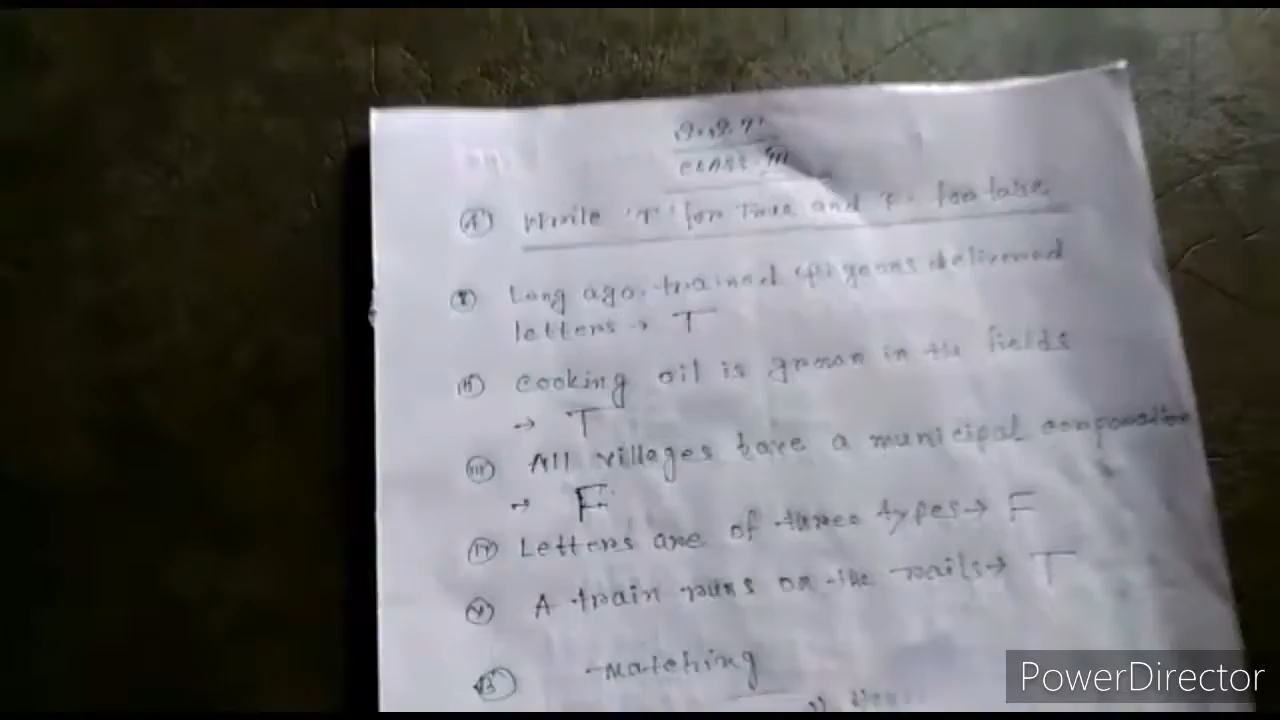 CLASS-III
(A) Write 'T' for True and F- for false
(I) Long ago trained pigeons delivered
letters → T
(II) Cooking oil is grown in the fields
→ T
(III) All villages have a municipal corporation
→ F
(IV) Letters are of three types → F
(V) A train runs on the rails → T
(B) Matching
PowerDirector